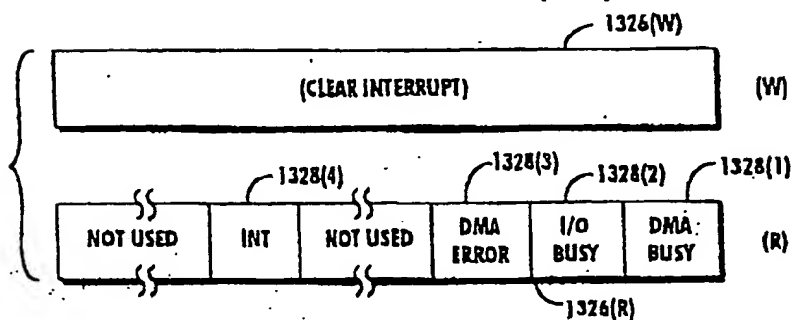 1326(W)
(CLEAR INTERRUPT) (W)
1328(4) 1328(3) 1328(2) 1328(1)
NOT USED INT NOT USED DMA ERROR I/O BUSY DMA BUSY (R)
1326(R)